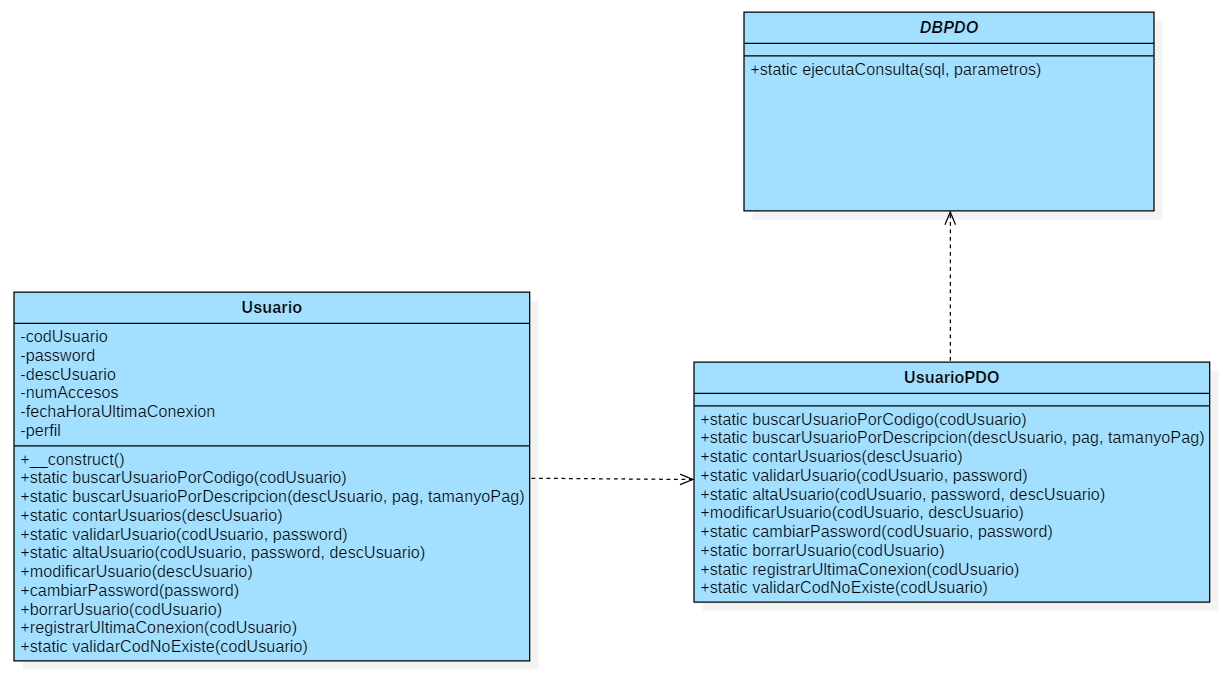 DBPDO
+static ejecutaConsulta(sql, parametros)
Usuario
-codUsuario
-password
-descUsuario
-numAccesos
-fechaHoraUltimaConexion
-perfil
+__construct()
+static buscarUsuarioPorCodigo(codUsuario)
+static buscarUsuarioPorDescripcion(descUsuario, pag, tamanyoPag)
+static contarUsuarios(descUsuario)
+static validarUsuario(codUsuario, password)
+static altaUsuario(codUsuario, password, descUsuario)
+modificarUsuario(descUsuario)
+cambiarPassword(password)
+borrarUsuario(codUsuario)
+registrarUltimaConexion(codUsuario)
+static validarCodNoExiste(codUsuario)
UsuarioPDO
+static buscarUsuarioPorCodigo(codUsuario)
+static buscarUsuarioPorDescripcion(descUsuario, pag, tamanyoPag)
+static contarUsuarios(descUsuario)
+static validarUsuario(codUsuario, password)
+static altaUsuario(codUsuario, password, descUsuario)
+modificarUsuario(codUsuario, descUsuario)
+static cambiarPassword(codUsuario, password)
+static borrarUsuario(codUsuario)
+static registrarUltimaConexion(codUsuario)
+static validarCodNoExiste(codUsuario)